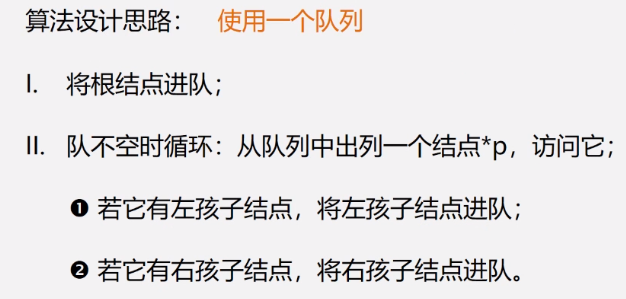 算法设计思路： 使用一个队列
I. 将根结点进队；
II. 队不空时循环：从队列中出列一个结点*p，访问它；
❶ 若它有左孩子结点，将左孩子结点进队；
❷ 若它有右孩子结点，将右孩子结点进队。